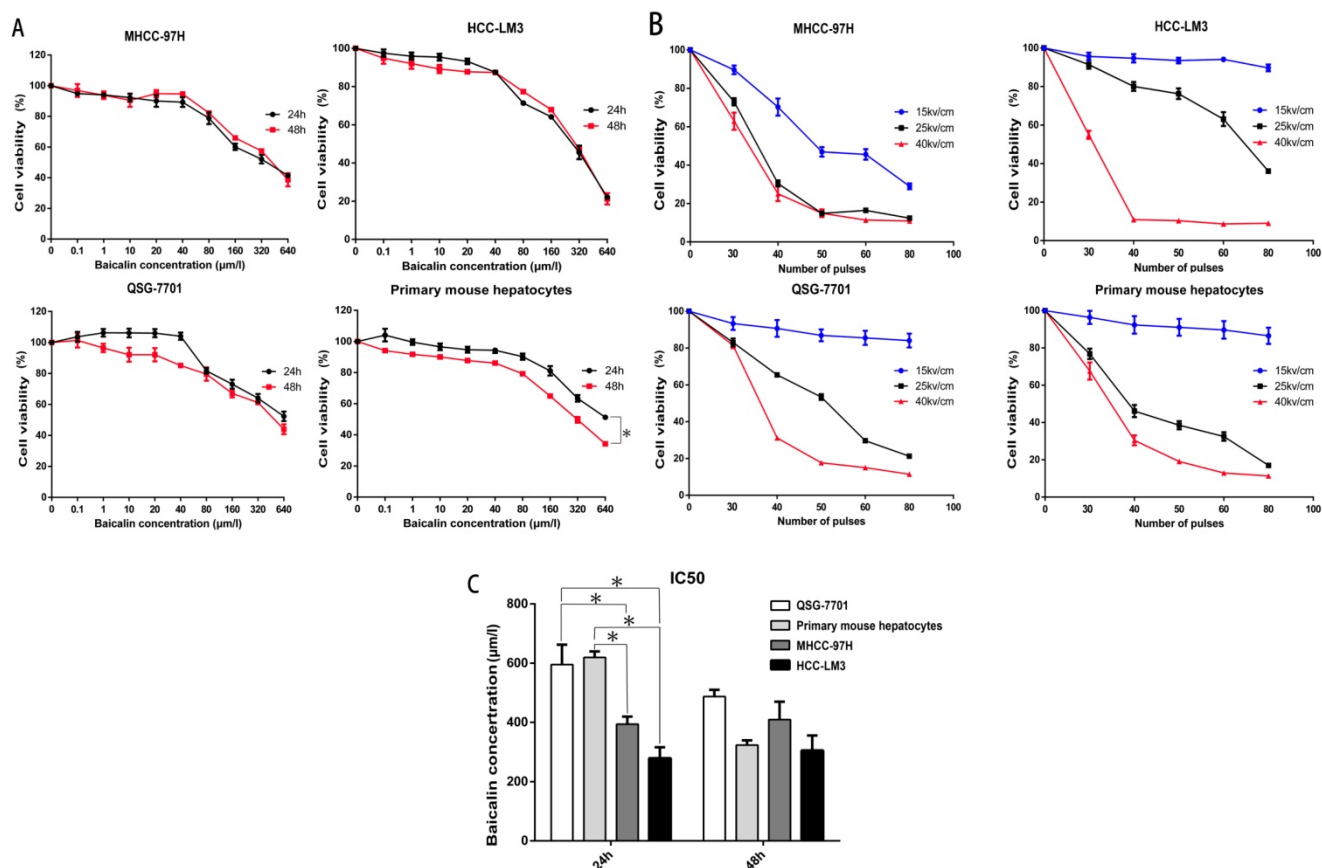 A
MHCC-97H
Cell viability (%)
120
100
80
60
40
20
0
24h
48h
0 0.1 1 10 20 40 80 160 320 640
Baicalin concentration (μm/l)
HCC-LM3
Cell viability (%)
100
80
60
40
20
0
24h
48h
0 0.1 1 10 20 40 80 160 320 640
Baicalin concentration (μm/l)
QSG-7701
Cell viability (%)
120
100
80
60
40
20
0
24h
48h
0 0.1 1 10 20 40 80 160 320 640
Baicalin concentration (μm/l)
Primary mouse hepatocytes
Cell viability (%)
120
100
80
60
40
20
0
24h
48h
*
0 0.1 1 10 20 40 80 160 320 640
Baicalin concentration (μm/l)
B
MHCC-97H
Cell viability (%)
100
80
60
40
20
0
15kv/cm
25kv/cm
40kv/cm
0 30 40 50 60 80 100
Number of pulses
HCC-LM3
Cell viability (%)
100
80
60
40
20
0
15kv/cm
25kv/cm
40kv/cm
0 30 40 50 60 80 100
Number of pulses
QSG-7701
Cell viability (%)
100
80
60
40
20
0
15kv/cm
25kv/cm
40kv/cm
0 30 40 50 60 80 100
Number of pulses
Primary mouse hepatocytes
Cell viability (%)
100
80
60
40
20
0
15kv/cm
25kv/cm
40kv/cm
0 30 40 50 60 80 100
Number of pulses
C
IC50
Baicalin concertration (μm/l)
800
600
400
200
0
*
*
*
*
QSG-7701
Primary mouse hepatocytes
MHCC-97H
HCC-LM3
24h
48h